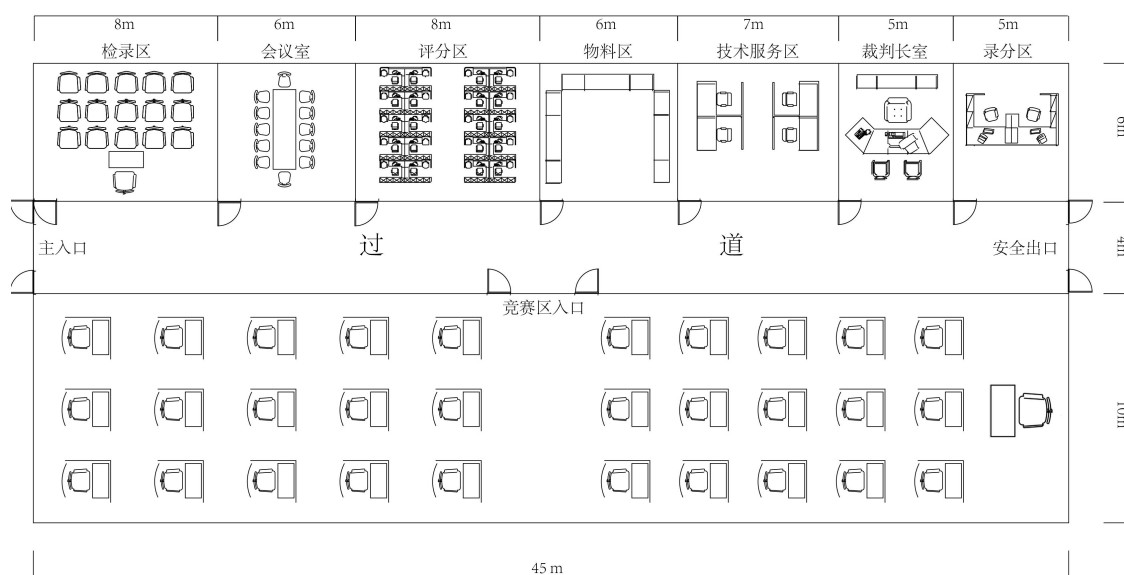 8m 6m 8m 6m 7m 5m 5m
检录区 会议室 评分区 物料区 技术服务区 裁判长室 录分区
主入口 过 道 安全出口
竞赛区入口
10m
45 m